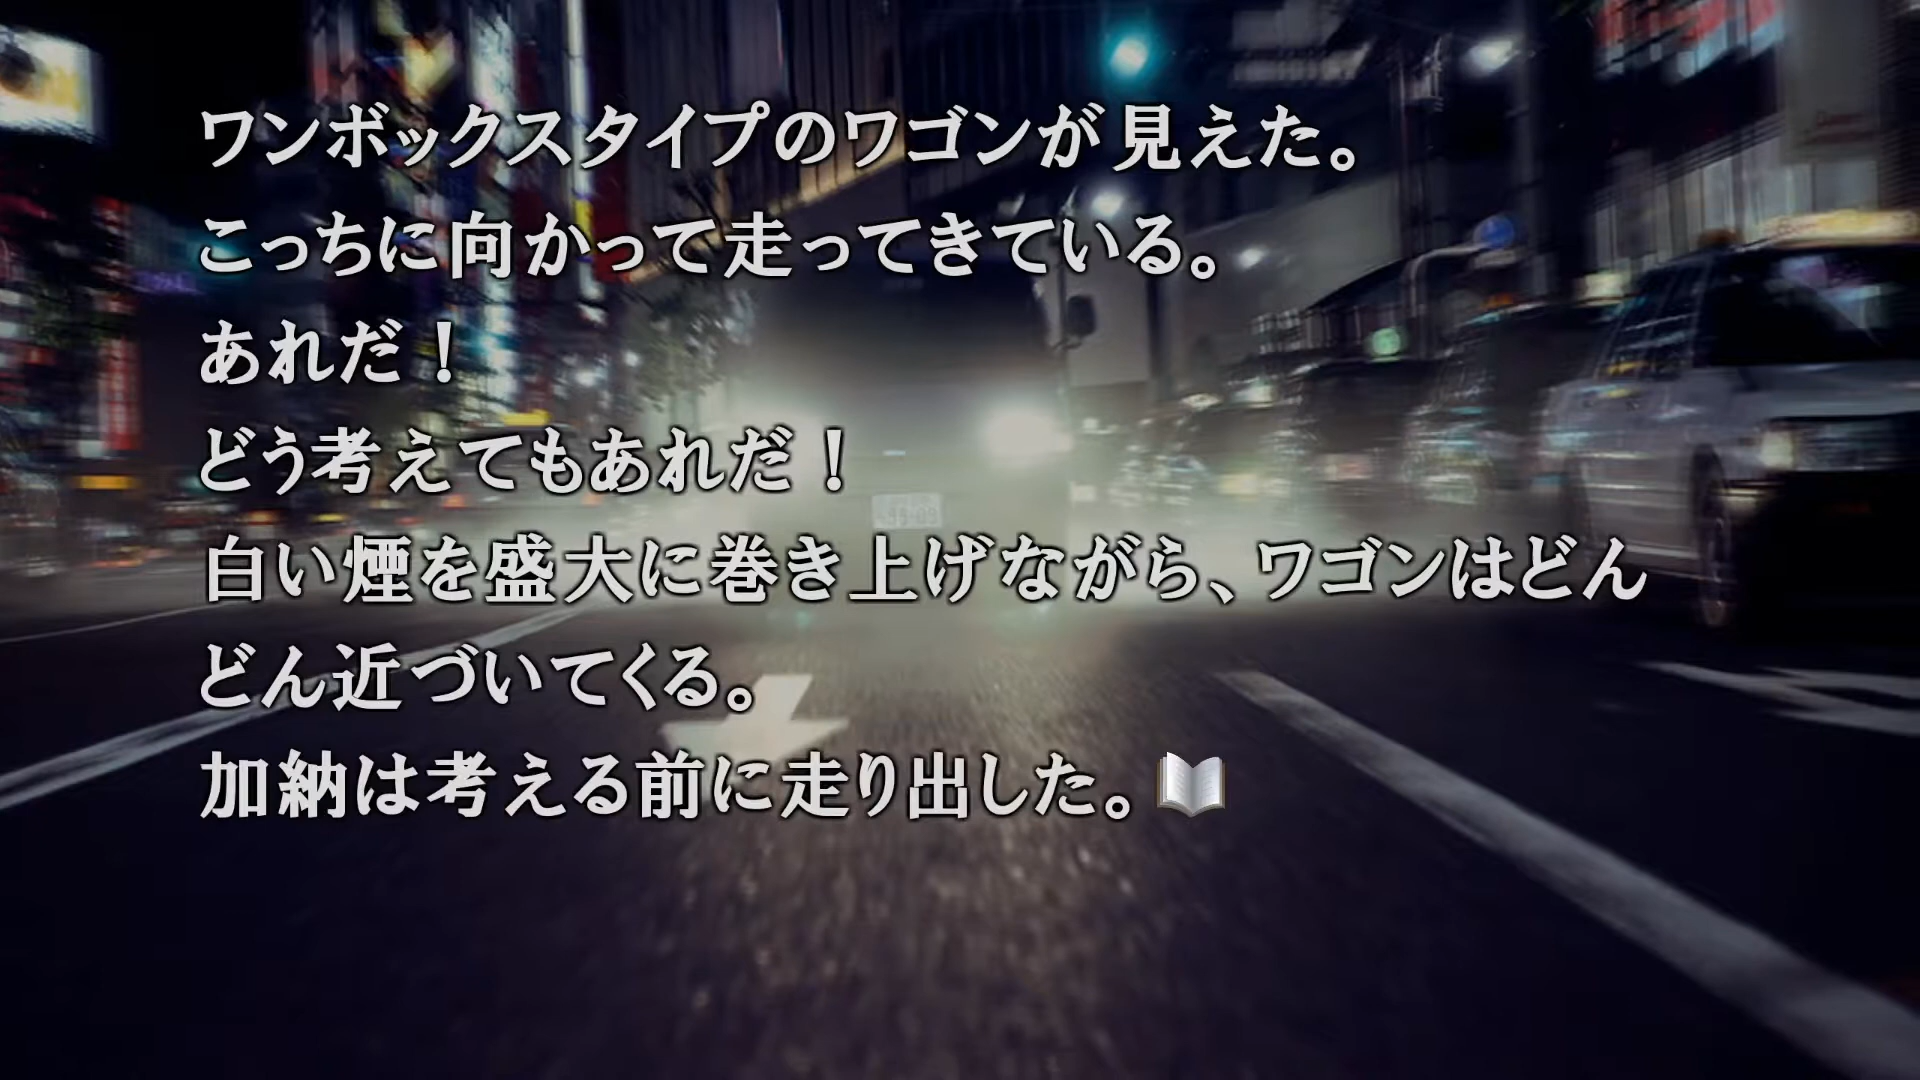 ワンボックスタイプのワゴンが見えた。
こっちに向かって走ってきている。
あれだ！
どう考えてもあれだ！
白い煙を盛大に巻き上げながら、ワゴンはどん
どん近づいてくる。
加納は考える前に走り出した。